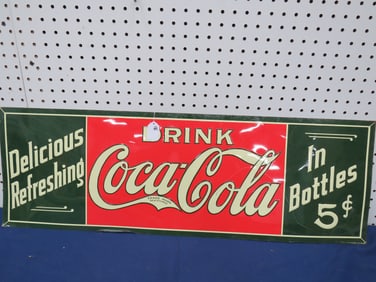 Delicious
Refreshing
DRINK
Coca-Cola
In
Bottles
5¢